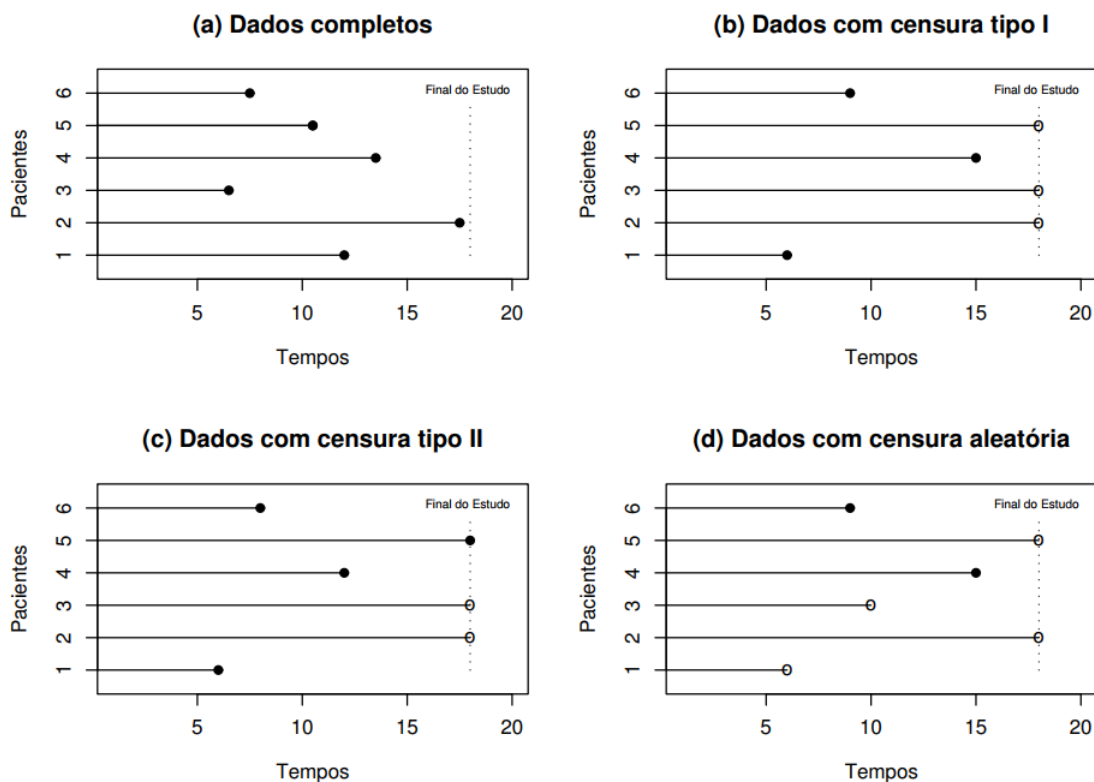 (a) Dados completos
Final do Estudo
Pacientes
6
5
4
3
2
1
5 10 15 20
Tempos
(b) Dados com censura tipo I
Final do Estudo
Pacientes
6
5
4
3
2
1
5 10 15 20
Tempos
(c) Dados com censura tipo II
Final do Estudo
Pacientes
6
5
4
3
2
1
5 10 15 20
Tempos
(d) Dados com censura aleatória
Final do Estudo
Pacientes
6
5
4
3
2
1
5 10 15 20
Tempos